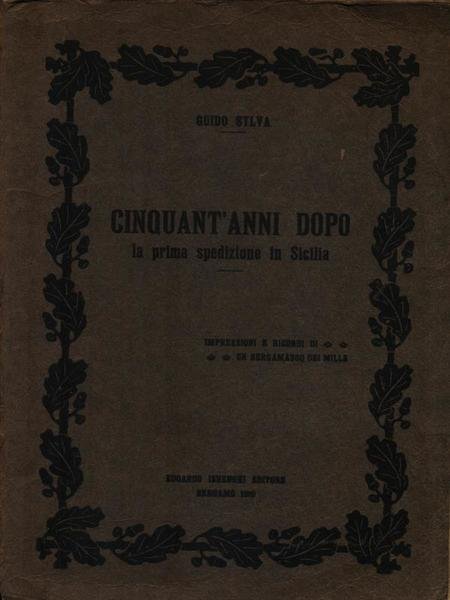 GUIDO SYLVA
CINQUANT'ANNI DOPO
la prima spedizione in Sicilia
IMPRESSIONI E RICORDI DI
UN BERGAMASCO DEI MILLE
EDOARDO ISNENGHI EDITORE
BERGAMO